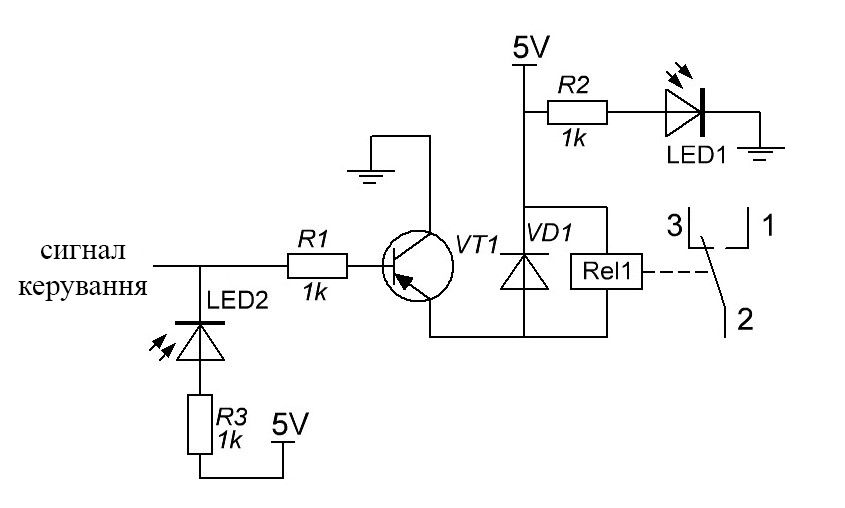 5V
R2
1k
LED1
R1
1k
VT1
VD1
Rel1
3
1
2
сигнал
керування
LED2
R3
1k
5V